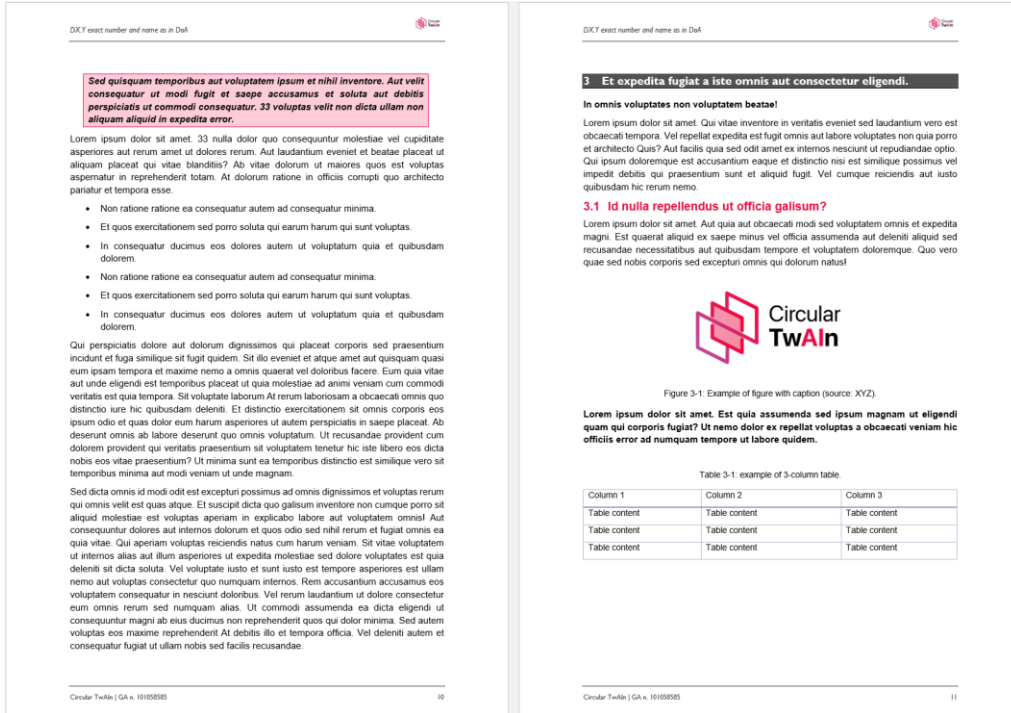 DX.Y exact number and name as in DoA
Circular
TwAIn
Sed quisquam temporibus aut voluptatem ipsum et nihil inventore. Aut velit
consequatur ut modi fugit et saepe accusamus et soluta aut debitis
perspiciatis ut commodi consequatur. 33 voluptas velit non dicta ullam non
aliquam aliquid in expedita error.
Lorem ipsum dolor sit amet. 33 nulla dolor quo consequuntur molestiae vel cupiditate
asperiores aut rerum amet ut dolores rerum. Aut laudantium eveniet et beatae placeat ut
aliquam placeat qui vitae blanditiis? Ab vitae dolorum ut maiores quos est voluptas
aspernatur in reprehenderit totam. At dolorum ratione in officiis corrupti quo architecto
pariatur et tempora esse.
• Non ratione ratione ea consequatur autem ad consequatur minima.
• Et quos exercitationem sed porro soluta qui earum harum qui sunt voluptas.
• In consequatur ducimus eos dolores autem ut voluptatum quia et quibusdam
dolorem.
• Non ratione ratione ea consequatur autem ad consequatur minima.
• Et quos exercitationem sed porro soluta qui earum harum qui sunt voluptas.
• In consequatur ducimus eos dolores autem ut voluptatum quia et quibusdam
dolorem.
Qui perspiciatis dolore aut dolorum dignissimos qui placeat corporis sed praesentium
incidunt et fuga similique sit fugit quidem. Sit illo eveniet et atque amet aut quisquam quasi
eum ipsam tempora et maxime nemo a omnis quaerat vel doloribus facere. Eum quia vitae
aut unde eligendi est temporibus placeat ut quia molestiae ad animi veniam cum commodi
veritatis est quia tempora. Sit voluptate laborum At rerum laboriosam a obcaecati omnis quo
distinctio iure hic quibusdam deleniti. Et distinctio exercitationem sit omnis corporis eos
ipsum odio et quas dolor eum harum asperiores ut autem perspiciatis in saepe placeat. Ab
deserunt omnis ab labore deserunt quo omnis voluptatum. Ut recusandae provident cum
dolorem provident qui veritatis praesentium sit voluptatem tenetur hic iste libero eos dicta
nobis eos vitae praesentium? Ut minima sunt ea temporibus distinctio est similique vero sit
temporibus minima aut modi veniam ut unde magnam.
Sed dicta omnis id modi odit est excepturi possimus ad omnis dignissimos et voluptas rerum
qui omnis velit est quas atque. Et suscipit dicta quo galisum inventore non cumque porro sit
aliquid molestiae est voluptas aperiam in explicabo labore aut voluptatem omnis! Aut
consequuntur dolores aut internos dolorum et quos odio sed nihil rerum et fugiat omnis ea
quia vitae. Qui aperiam voluptas reiciendis natus cum harum veniam. Sit vitae voluptatem
ut internos alias aut illum asperiores ut expedita molestiae sed dolore voluptates est quia
deleniti sit dicta soluta. Vel voluptate iusto et sunt iusto est tempore asperiores est ullam
nemo aut voluptas consectetur quo numquam internos. Rem accusantium accusamus eos
voluptatem consequatur in nesciunt doloribus. Vel rerum laudantium ut dolore consectetur
eum omnis rerum sed numquam alias. Ut commodi assumenda ea dicta eligendi ut
consequuntur magni ab eius ducimus non reprehenderit quos qui dolor minima. Sed autem
voluptas eos maxime reprehenderit At debitis illo et tempora officia. Vel deleniti autem et
consequatur fugiat ut ullam nobis sed facilis recusandae.
Circular TwAIn | GA n. 101058585 10
DX.Y exact number and name as in DoA
Circular
TwAIn
3 Et expedita fugiat a iste omnis aut consectetur eligendi.
In omnis voluptates non voluptatem beatae!
Lorem ipsum dolor sit amet. Qui vitae inventore in veritatis eveniet sed laudantium vero est
obcaecati tempora. Vel repellat expedita est fugit omnis aut labore voluptates non quia porro
et architecto Quis? Aut facilis quia sed odit amet ex internos nesciunt ut repudiandae optio.
Qui ipsum doloremque est accusantium eaque et distinctio nisi est similique possimus vel
impedit debitis qui praesentium sunt et aliquid fugit. Vel cumque reiciendis aut iusto
quibusdam hic rerum nemo.
3.1 Id nulla repellendus ut officia galisum?
Lorem ipsum dolor sit amet. Aut quia aut obcaecati modi sed voluptatem omnis et expedita
magni. Est quaerat aliquid ex saepe minus vel officia assumenda aut deleniti aliquid sed
recusandae necessitatibus aut quibusdam tempore et voluptatem doloremque. Quo vero
quae sed nobis corporis sed excepturi omnis qui dolorum natus!
Circular
TwAIn
Figure 3-1: Example of figure with caption (source: XYZ).
Lorem ipsum dolor sit amet. Est quia assumenda sed ipsum magnam ut eligendi
quam qui corporis fugiat? Ut nemo dolor ex repellat voluptas a obcaecati veniam hic
officiis error ad numquam tempore ut labore quidem.
Table 3-1: example of 3-column table.
Column 1 Column 2 Column 3
Table content Table content Table content
Table content Table content Table content
Table content Table content Table content
Circular TwAIn | GA n. 101058585 11